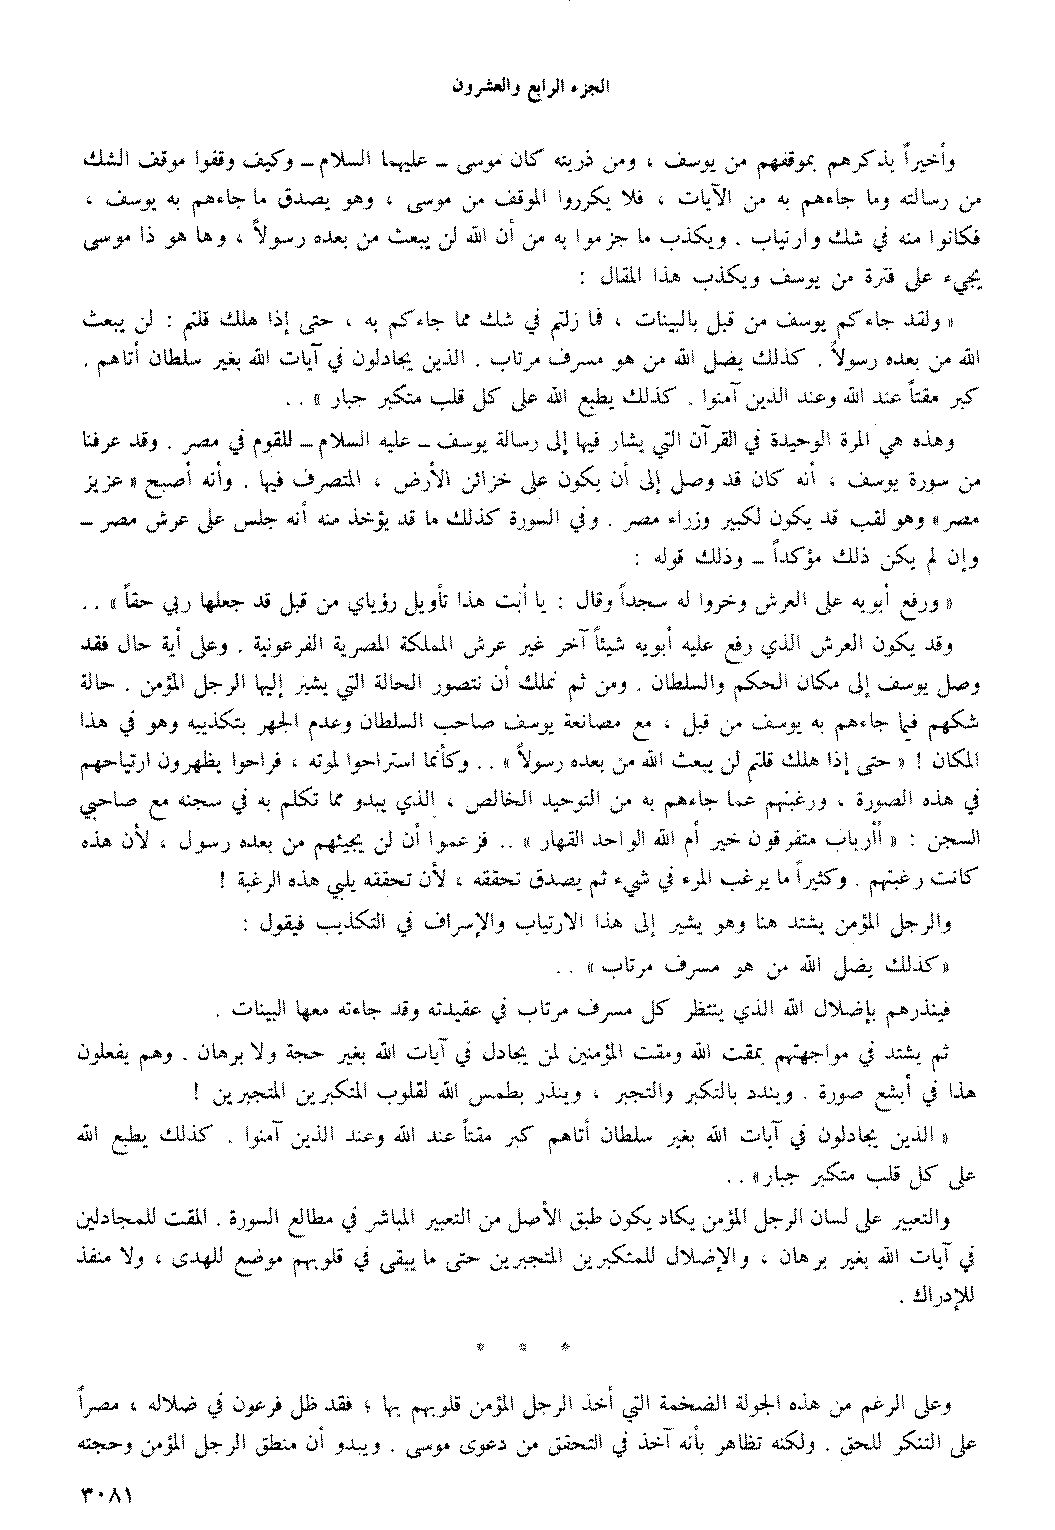 الجزء الرابع والعشرون
وأخيراً يذكرهم بموقفهم من يوسف ، ومن ذريته كان موسى – عليهما السلام – وكيف وقفوا موقف الشك
من رسالته وما جاءهم به من الآيات ، فلا يكرروا الموقف من موسى ، وهو يصدق ما جاءهم به يوسف ،
فكانوا منه في شك وارتياب . ويكذب ما جزموا به من أن الله لن يبعث من بعده رسولاً ، وها هو ذا موسى
يجيء على فترة من يوسف ويكذب هذا المقال :
« ولقد جاءكم يوسف من قبل بالبينات ، فما زلتم في شك مما جاءكم به ، حتى إذا هلك قلتم : لن يبعث
الله من بعده رسولاً . كذلك يضل الله من هو مسرف مرتاب . الذين يجادلون في آيات الله بغير سلطان أتاهم .
كبر مقتاً عند الله وعند الذين آمنوا . كذلك يطبع الله على كل قلب متكبر جبار » . .
وهذه هي المرة الوحيدة في القرآن التي يشار فيها إلى رسالة يوسف – عليه السلام – للقوم في مصر . وقد عرفنا
من سورة يوسف ، أنه كان قد وصل إلى أن يكون على خزائن الأرض ، المتصرف فيها . وأنه أصبح « عزيز
مصر » وهو لقب قد يكون لكبير وزراء مصر . وفي السورة كذلك ما قد يؤخذ منه أنه جلس على عرش مصر –
وإن لم يكن ذلك مؤكداً – وذلك قوله :
« ورفع أبويه على العرش وخروا له سجداً وقال : يا أبت هذا تأويل رؤياي من قبل قد جعلها ربي حقاً » . .
وقد يكون العرش الذي رفع عليه أبويه شيئاً آخر غير عرش المملكة المصرية الفرعونية . وعلى أية حال فقد
وصل يوسف إلى مكان الحكم والسلطان . ومن ثم نملك أن نتصور الحالة التي يشير إليها الرجل المؤمن . حالة
شكهم فيما جاءهم به يوسف من قبل ، مع مصانعة يوسف صاحب السلطان وعدم الجهر بتكذيبه وهو في هذا
المكان ! « حتى إذا هلك قلتم لن يبعث الله من بعده رسولاً » . . وكأنما استراحوا لموته ، فراحوا يظهرون ارتياحهم
في هذه الصورة ، ورغبتهم عما جاءهم به من التوحيد الخالص ، الذي يبدو مما تكلم به في سجنه مع صاحبي
السجن : « أأرباب متفرقون خير أم الله الواحد القهار » . . فزعموا أن لن يجيئهم من بعده رسول ، لأن هذه
كانت رغبتهم . وكثيراً ما يرغب المرء في شيء ثم يصدق تحققه ، لأن تحققه يلبي هذه الرغبة !
والرجل المؤمن يشتد هنا وهو يشير إلى هذا الارتياب والإسراف في التكذيب فيقول :
« كذلك يضل الله من هو مسرف مرتاب » . .
فينذرهم بإضلال الله الذي ينتظر كل مسرف مرتاب في عقيدته وقد جاءته معها البينات .
ثم يشتد في مواجهتهم بمقت الله ومقت المؤمنين لمن يجادل في آيات الله بغير حجة ولا برهان . وهم يفعلون
هذا في أبشع صورة . ويندد بالتكبر والتجبر ، وينذر بطمس الله لقلوب المتكبرين المتجبرين !
« الذين يجادلون في آيات الله بغير سلطان أتاهم كبر مقتاً عند الله وعند الذين آمنوا . كذلك يطبع الله
على كل قلب متكبر جبار » . .
والتعبير على لسان الرجل المؤمن يكاد يكون طبق الأصل من التعبير المباشر في مطالع السورة . المقت للمجادلين
في آيات الله بغير برهان ، والإضلال للمتكبرين المتجبرين حتى ما يبقى في قلوبهم موضع للهدى ، ولا منفذ
للإدراك .
* * *
وعلى الرغم من هذه الجولة الضخمة التي أخذ الرجل المؤمن قلوبهم بها ؛ فقد ظل فرعون في ضلاله ، مصراً
على التنكر للحق . ولكنه تظاهر بأنه آخذ في التحقق من دعوى موسى . ويبدو أن منطق الرجل المؤمن وحجته
٣٠٨١